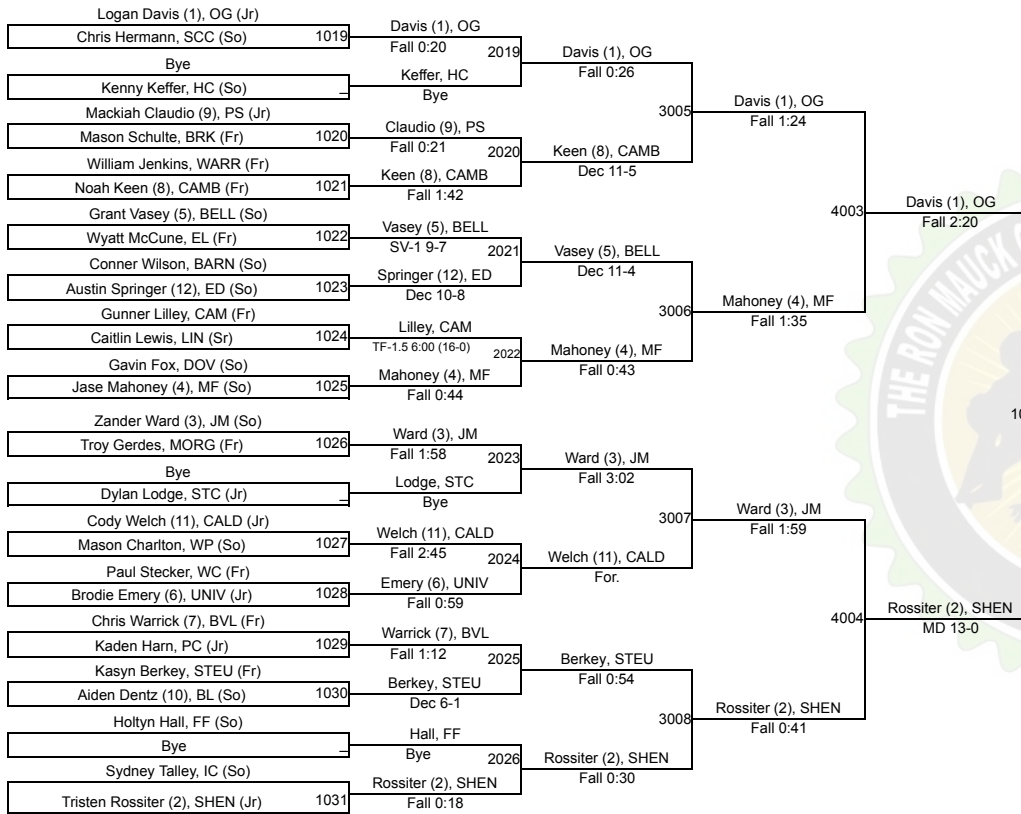 Logan Davis (1), OG (Jr)
Chris Hermann, SCC (So) 1019
Bye
Kenny Keffer, HC (So) _
Mackiah Claudio (9), PS (Jr)
Mason Schulte, BRK (Fr) 1020
William Jenkins, WARR (Fr)
Noah Keen (8), CAMB (Fr) 1021
Grant Vasey (5), BELL (So)
Wyatt McCune, EL (Fr) 1022
Conner Wilson, BARN (So)
Austin Springer (12), ED (So) 1023
Gunner Lilley, CAM (Fr)
Caitlin Lewis, LIN (Sr) 1024
Gavin Fox, DOV (So)
Jase Mahoney (4), MF (So) 1025
Zander Ward (3), JM (So)
Troy Gerdes, MORG (Fr) 1026
Bye
Dylan Lodge, STC (Jr) _
Cody Welch (11), CALD (Jr)
Mason Charlton, WP (So) 1027
Paul Stecker, WC (Fr)
Brodie Emery (6), UNIV (Jr) 1028
Chris Warrick (7), BVL (Fr)
Kaden Harn, PC (Jr) 1029
Kasyn Berkey, STEU (Fr)
Aiden Dentz (10), BL (So) 1030
Holtyn Hall, FF (So)
Bye _
Sydney Talley, IC (So)
Tristen Rossiter (2), SHEN (Jr) 1031
Davis (1), OG
Fall 0:20
2019
Keffer, HC
Bye
Claudio (9), PS
Fall 0:21
2020
Keen (8), CAMB
Fall 1:42
Vasey (5), BELL
SV-1 9-7
2021
Springer (12), ED
Dec 10-8
Lilley, CAM
TF-1.5 6:00 (16-0)
2022
Mahoney (4), MF
Fall 0:44
Ward (3), JM
Fall 1:58
2023
Lodge, STC
Bye
Welch (11), CALD
Fall 2:45
2024
Emery (6), UNIV
Fall 0:59
Warrick (7), BVL
Fall 1:12
2025
Berkey, STEU
Dec 6-1
Hall, FF
Bye
2026
Rossiter (2), SHEN
Fall 0:18
Davis (1), OG
Fall 0:26
3005
Keen (8), CAMB
Dec 11-5
Vasey (5), BELL
Dec 11-4
3006
Mahoney (4), MF
Fall 0:43
Ward (3), JM
Fall 3:02
3007
Welch (11), CALD
For.
Berkey, STEU
Fall 0:54
3008
Rossiter (2), SHEN
Fall 0:30
Davis (1), OG
Fall 1:24
4003
Mahoney (4), MF
Fall 1:35
Ward (3), JM
Fall 1:59
4004
Rossiter (2), SHEN
Fall 0:41
Davis (1), OG
Fall 2:20
Rossiter (2), SHEN
MD 13-0
THE RON MAUCK